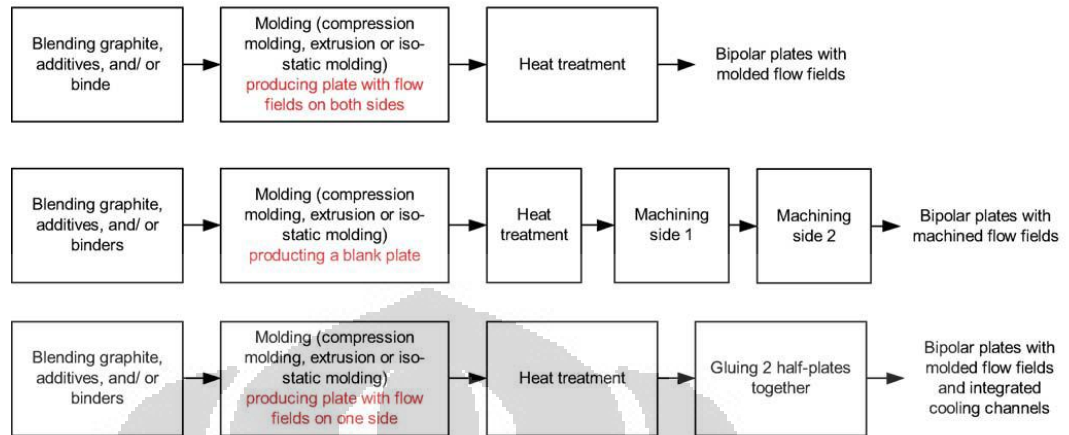 Blending graphite,
additives, and/ or
binde
Molding (compression
molding, extrusion or iso-
static molding)
producing plate with flow
fields on both sides
Heat treatment
Bipolar plates with
molded flow fields
Blending graphite,
additives, and/ or
binders
Molding (compression
molding, extrusion or iso-
static molding)
producting a blank plate
Heat
treatment
Machining
side 1
Machining
side 2
Bipolar plates with
machined flow fields
Blending graphite,
additives, and/ or
binders
Molding (compression
molding, extrusion or iso-
static molding)
producing plate with flow
fields on one side
Heat treatment
Gluing 2 half-plates
together
Bipolar plates with
molded flow fields
and integrated
cooling channels